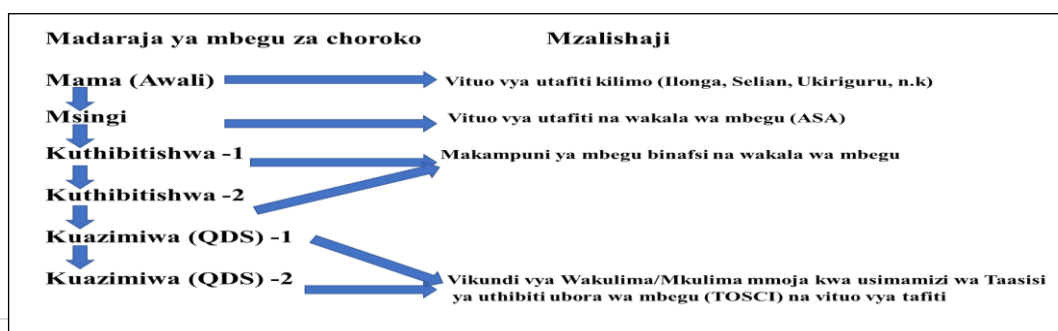 Madaraja ya mbegu za choroko Mzalishaji
Mama (Awali) Vituo vya utafiti kilimo (Ilonga, Selian, Ukiriguru, n.k)
Msingi Vituo vya utafiti na wakala wa mbegu (ASA)
Kuthibitishwa -1 Makampuni ya mbegu binafsi na wakala wa mbegu
Kuthibitishwa -2
Kuazimiwa (QDS) -1
Kuazimiwa (QDS) -2 Vikundi vya Wakulima/Mkulima mmoja kwa usimamizi wa Taasisi
ya uthibiti ubora wa mbegu (TOSCI) na vituo vya tafiti